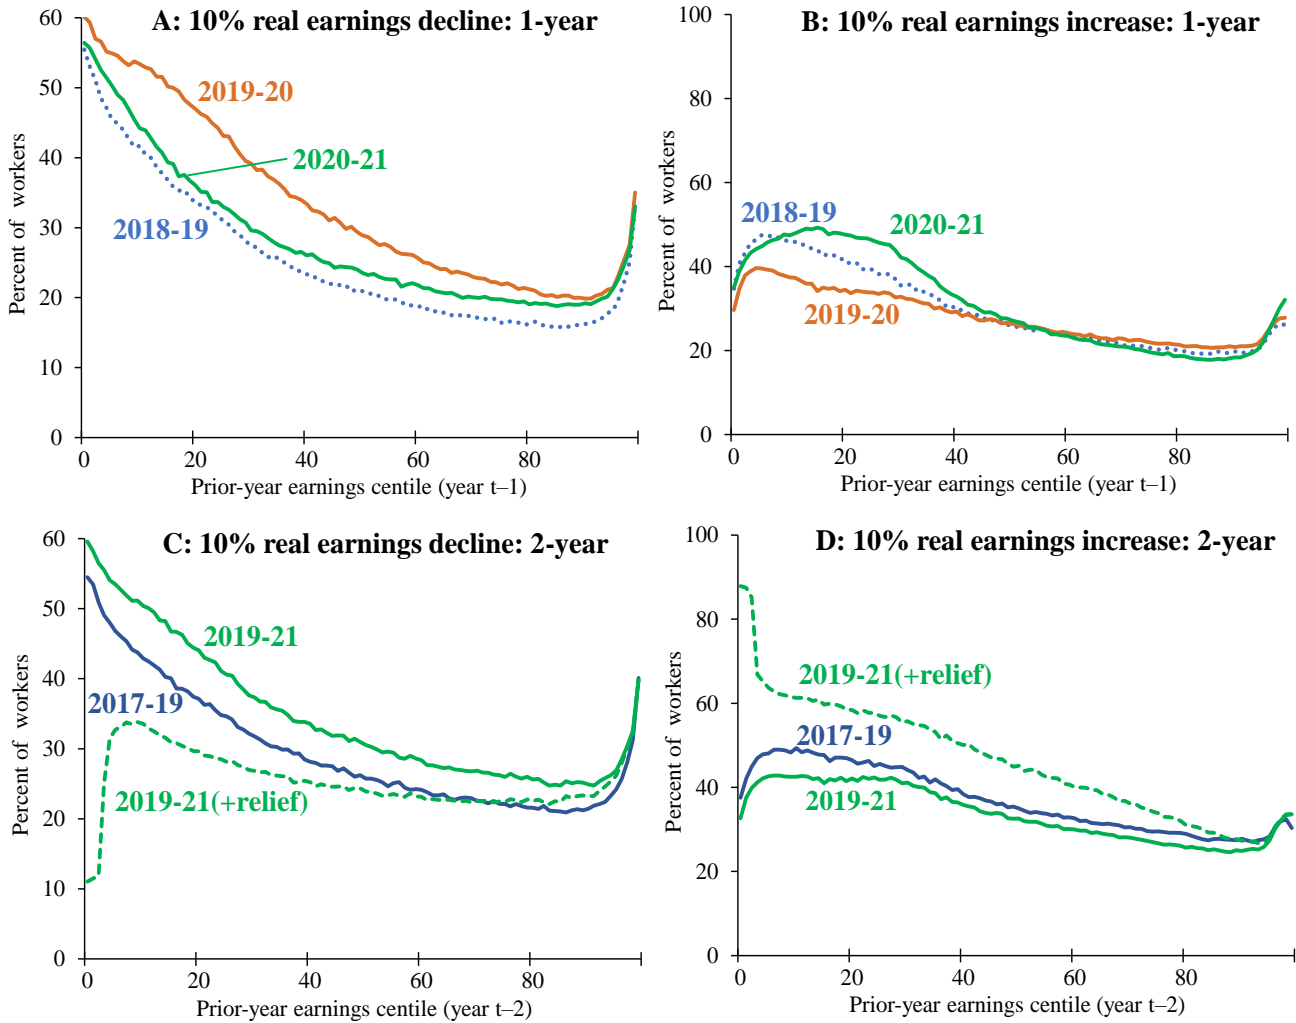 A: 10% real earnings decline: 1-year
Percent of workers
60
50
40
30
20
10
0
2019-20
2020-21
2018-19
0 20 40 60 80
Prior-year earnings centile (year t–1)
B: 10% real earnings increase: 1-year
Percent of workers
100
80
60
40
20
0
2018-19
2020-21
2019-20
0 20 40 60 80
Prior-year earnings centile (year t–1)
C: 10% real earnings decline: 2-year
Percent of workers
60
50
40
30
20
10
0
2019-21
2017-19
2019-21(+relief)
0 20 40 60 80
Prior-year earnings centile (year t–2)
D: 10% real earnings increase: 2-year
Percent of workers
100
80
60
40
20
0
2019-21(+relief)
2017-19
2019-21
0 20 40 60 80
Prior-year earnings centile (year t–2)